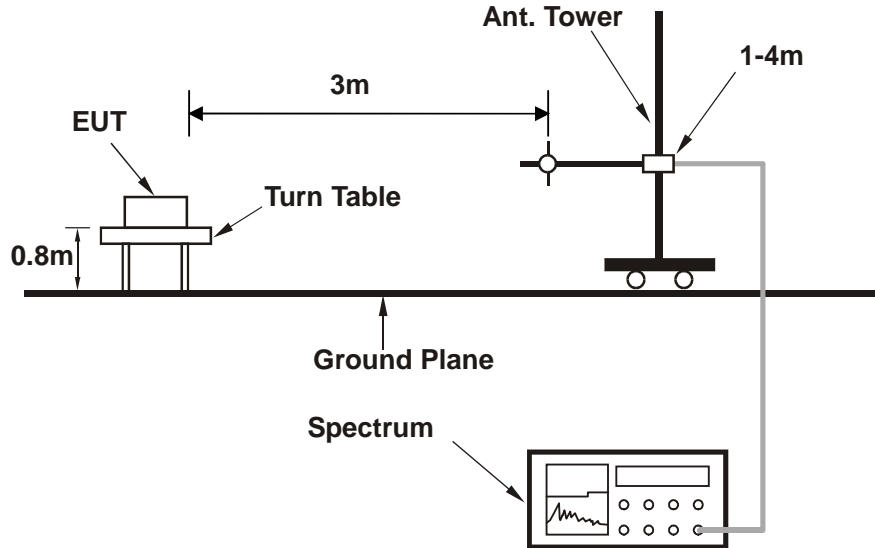 Ant. Tower
1-4m
3m
EUT
Turn Table
0.8m
Ground Plane
Spectrum